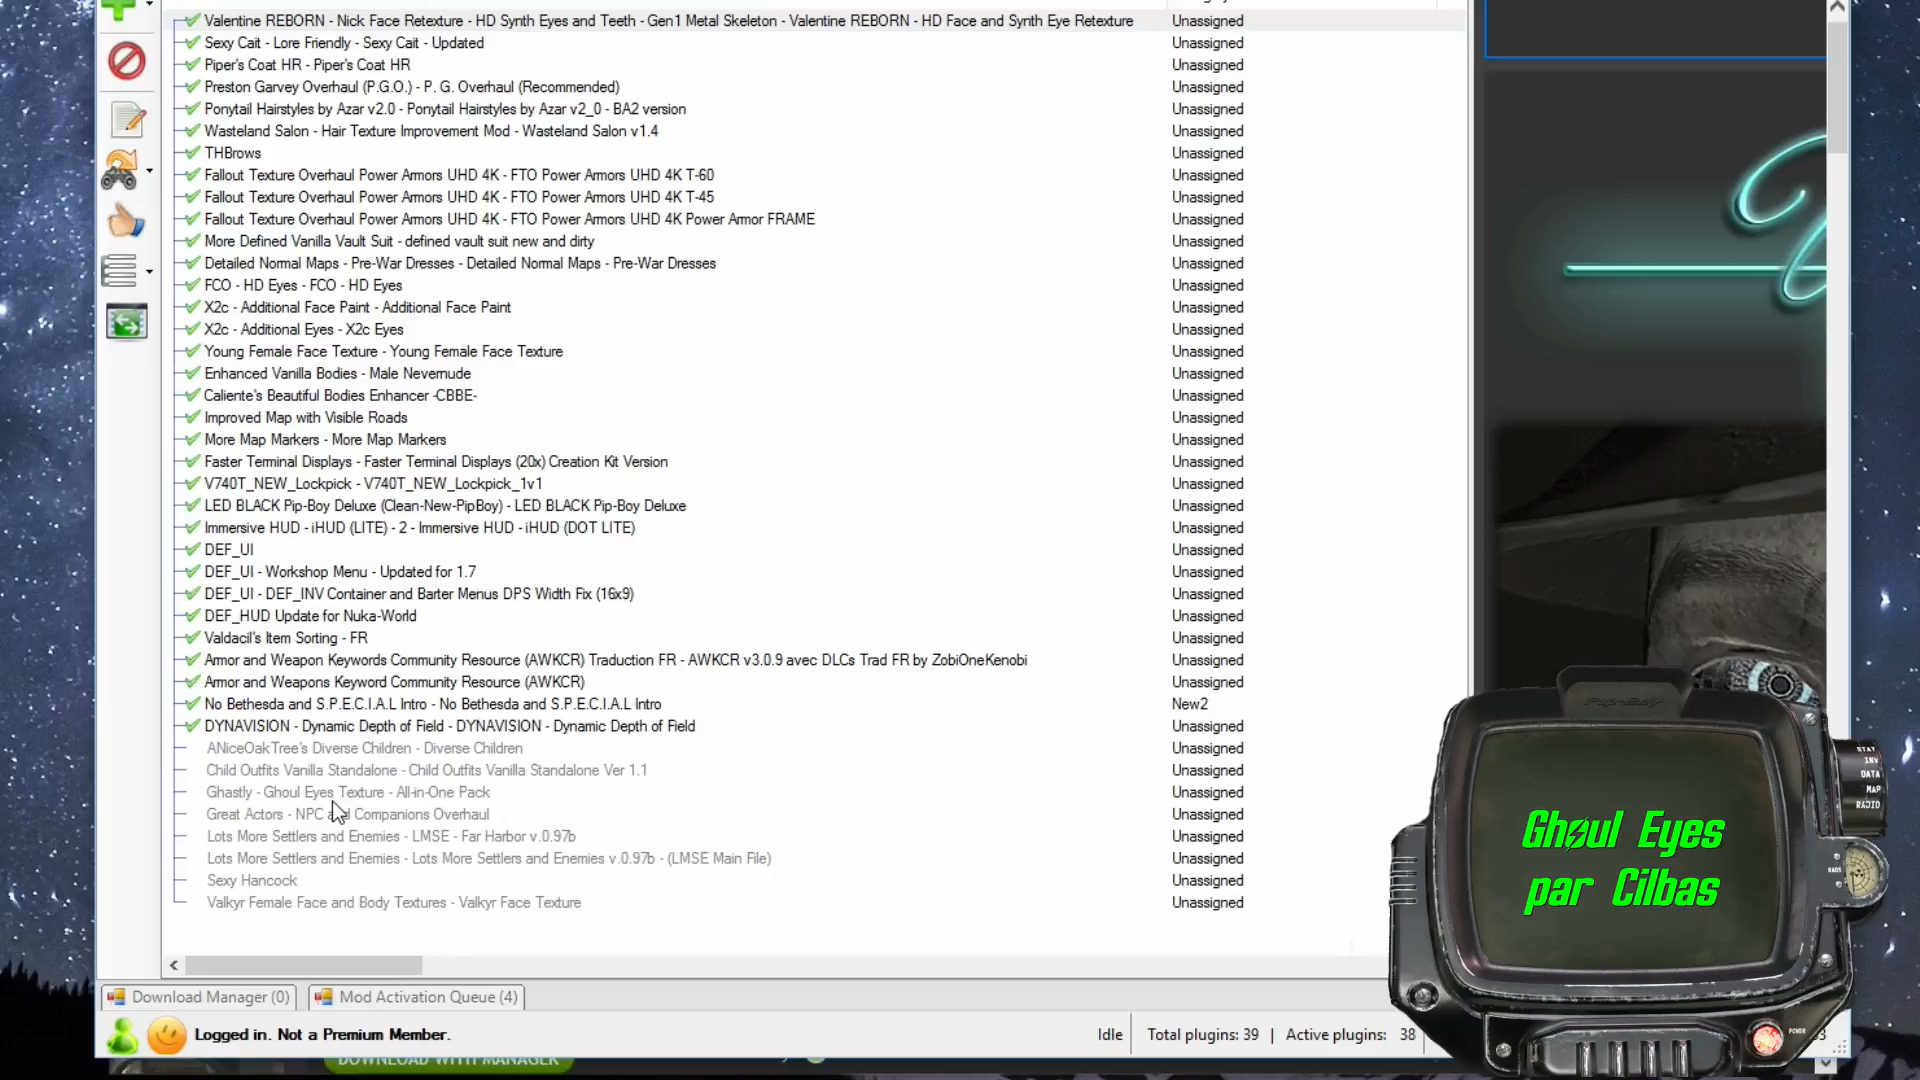 Valentine REBORN - Nick Face Retexture - HD Synth Eyes and Teeth - Gen1 Metal Skeleton - Valentine REBORN - HD Face and Synth Eye Retexture Unassigned
Sexy Cait - Lore Friendly - Sexy Cait - Updated Unassigned
Piper's Coat HR - Piper's Coat HR Unassigned
Preston Garvey Overhaul (P.G.O.) - P. G. Overhaul (Recommended) Unassigned
Ponytail Hairstyles by Azar v2.0 - Ponytail Hairstyles by Azar v2_0 - BA2 version Unassigned
Wasteland Salon - Hair Texture Improvement Mod - Wasteland Salon v1.4 Unassigned
THBrows Unassigned
Fallout Texture Overhaul Power Armors UHD 4K - FTO Power Armors UHD 4K T-60 Unassigned
Fallout Texture Overhaul Power Armors UHD 4K - FTO Power Armors UHD 4K T-45 Unassigned
Fallout Texture Overhaul Power Armors UHD 4K - FTO Power Armors UHD 4K Power Armor FRAME Unassigned
More Defined Vanilla Vault Suit - defined vault suit new and dirty Unassigned
Detailed Normal Maps - Pre-War Dresses - Detailed Normal Maps - Pre-War Dresses Unassigned
FCO - HD Eyes - FCO - HD Eyes Unassigned
X2c - Additional Face Paint - Additional Face Paint Unassigned
X2c - Additional Eyes - X2c Eyes Unassigned
Young Female Face Texture - Young Female Face Texture Unassigned
Enhanced Vanilla Bodies - Male Nevernude Unassigned
Caliente's Beautiful Bodies Enhancer -CBBE- Unassigned
Improved Map with Visible Roads Unassigned
More Map Markers - More Map Markers Unassigned
Faster Terminal Displays - Faster Terminal Displays (20x) Creation Kit Version Unassigned
V740T_NEW_Lockpick - V740T_NEW_Lockpick_1v1 Unassigned
LED BLACK Pip-Boy Deluxe (Clean-New-PipBoy) - LED BLACK Pip-Boy Deluxe Unassigned
Immersive HUD - iHUD (LITE) - 2 - Immersive HUD - iHUD (DOT LITE) Unassigned
DEF_UI Unassigned
DEF_UI - Workshop Menu - Updated for 1.7 Unassigned
DEF_UI - DEF_INV Container and Barter Menus DPS Width Fix (16x9) Unassigned
DEF_HUD Update for Nuka-World Unassigned
Valdacil's Item Sorting - FR Unassigned
Armor and Weapon Keywords Community Resource (AWKCR) Traduction FR - AWKCR v3.0.9 avec DLCs Trad FR by ZobiOneKenobi Unassigned
Armor and Weapons Keyword Community Resource (AWKCR) Unassigned
No Bethesda and S.P.E.C.I.A.L Intro - No Bethesda and S.P.E.C.I.A.L Intro New2
DYNAVISION - Dynamic Depth of Field - DYNAVISION - Dynamic Depth of Field Unassigned
ANiceOakTree's Diverse Children - Diverse Children Unassigned
Child Outfits Vanilla Standalone - Child Outfits Vanilla Standalone Ver 1.1 Unassigned
Ghastly - Ghoul Eyes Texture - All-in-One Pack Unassigned
Great Actors - NPC and Companions Overhaul Unassigned
Lots More Settlers and Enemies - LMSE - Far Harbor v.0.97b Unassigned
Lots More Settlers and Enemies - Lots More Settlers and Enemies v.0.97b - (LMSE Main File) Unassigned
Sexy Hancock Unassigned
Valkyr Female Face and Body Textures - Valkyr Face Texture Unassigned
Download Manager (0) Mod Activation Queue (4)
Logged in. Not a Premium Member. Idle Total plugins: 39 | Active plugins: 38
DOWNLOAD WITH MANAGER
Pip-Boy
STAT
INV
DATA
MAP
RADIO
Ghoul Eyes
par Cilbas
RADS
POWER